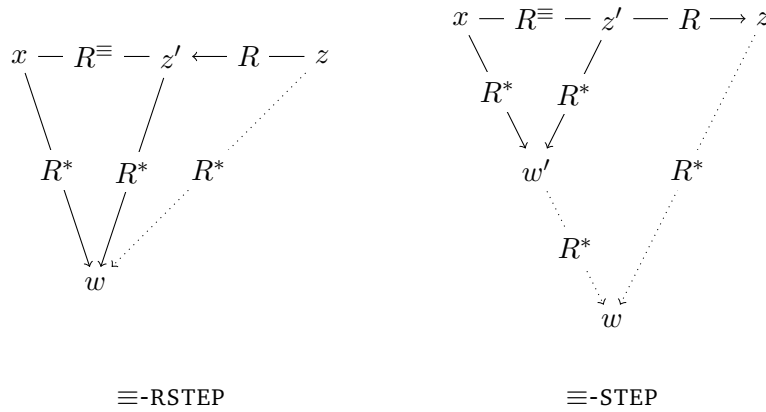 x R≡ z′ R z
R* R* R*
w
≡-RSTEP
x R≡ z′ R z
R* R*
w′ R*
R*
w
≡-STEP